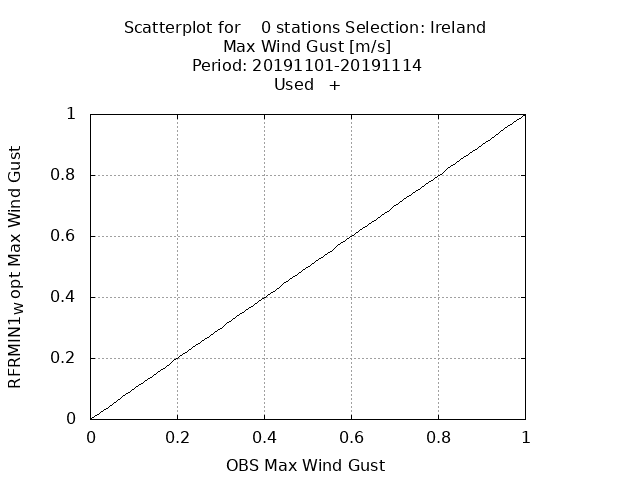 Scatterplot for    0 stations Selection: Ireland
Max Wind Gust [m/s]
Period: 20191101-20191114
Used   +
1
0.8
0.6
0.4
0.2
0
RFRMIN1w opt Max Wind Gust
0 0.2 0.4 0.6 0.8 1
OBS Max Wind Gust